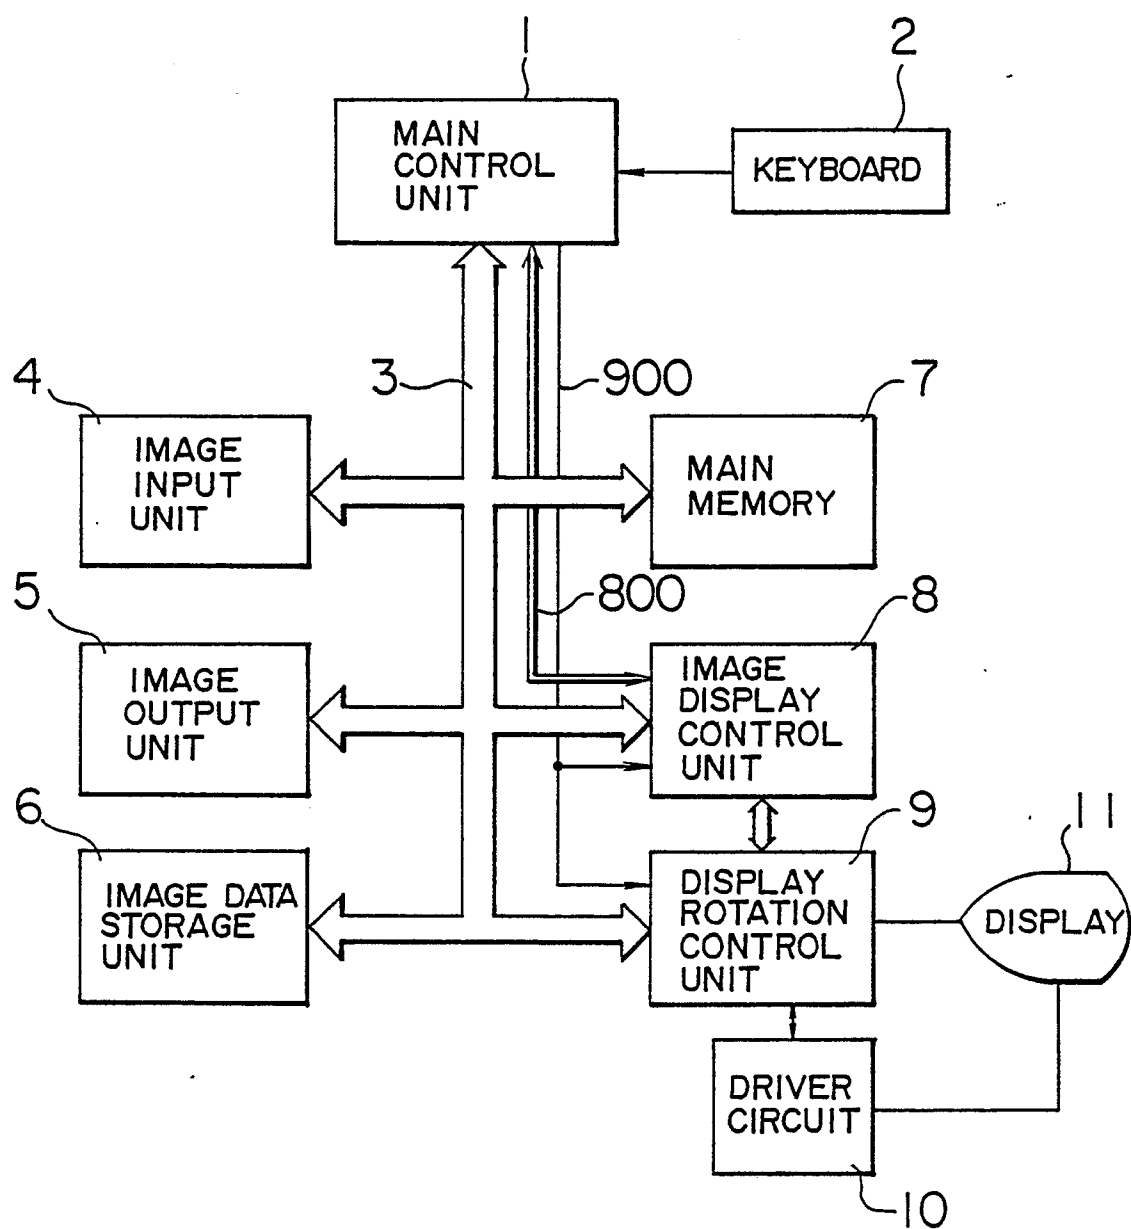 1
2
MAIN
CONTROL
UNIT
KEYBOARD
4
3
900
7
IMAGE
INPUT
UNIT
MAIN
MEMORY
5
800
8
IMAGE
OUTPUT
UNIT
IMAGE
DISPLAY
CONTROL
UNIT
6
9
11
IMAGE DATA
STORAGE
UNIT
DISPLAY
ROTATION
CONTROL
UNIT
DISPLAY
DRIVER
CIRCUIT
10